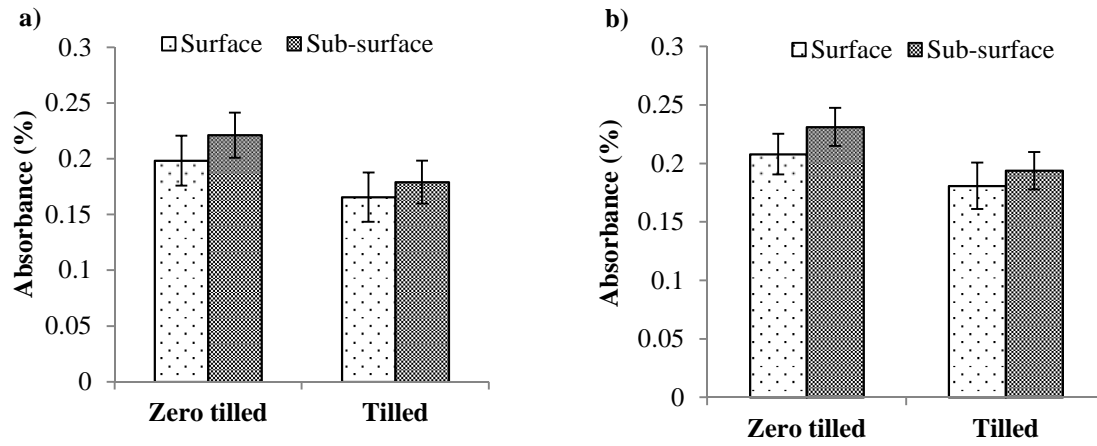 a)
Surface Sub-surface
0.3
0.25
0.2
0.15
0.1
0.05
0
Absorbance (%)
Zero tilled Tilled
b)
Surface Sub-surface
0.3
0.25
0.2
0.15
0.1
0.05
0
Absorbance (%)
Zero tilled Tilled